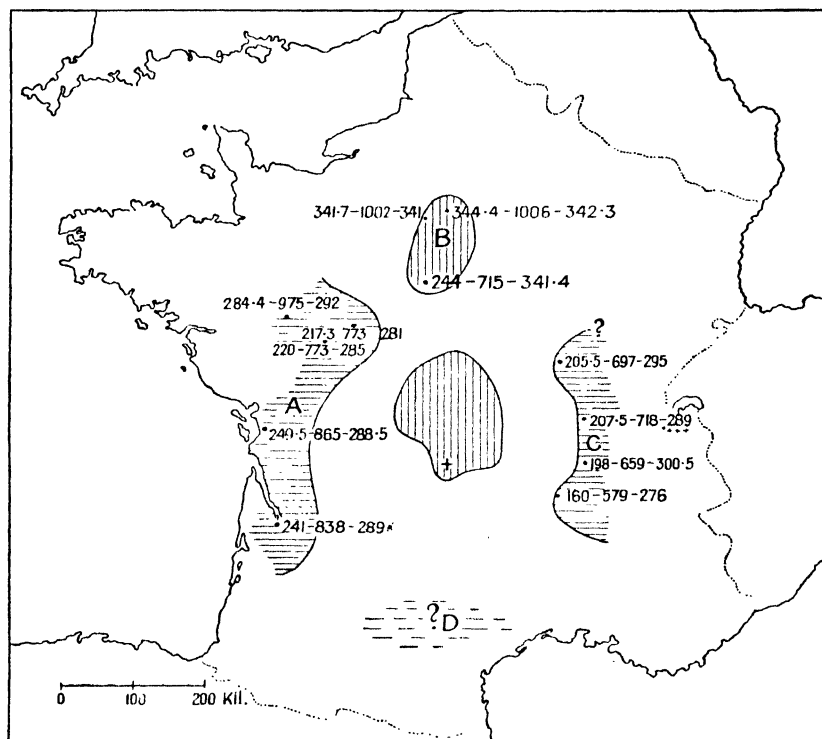 341·7-1002-341
344·4-1006-342·3
B
244-715-341·4
284·4-975-292
217·3 773 281
220-773-285
?
205·5-697-295
A
249·5-865-288·5
207·5-718-289
C
198-659-300·5
+
160-579-276
241-838-289
? D
0 100 200 Kil.